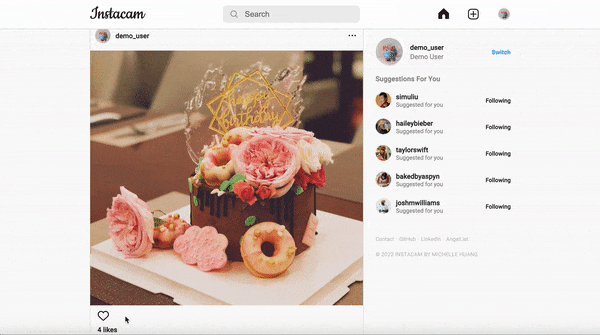 Instacam
Search
demo_user
Happy
Birthday
4 likes
demo_user
Demo User
Switch
Suggestions For You
simuliu
Suggested for you
Following
haileybieber
Suggested for you
Following
taylorswift
Suggested for you
Following
bakedbyaspyn
Suggested for you
Following
joshmwilliams
Suggested for you
Following
Contact · GitHub · LinkedIn · AngelList
© 2022 INSTACAM BY MICHELLE HUANG